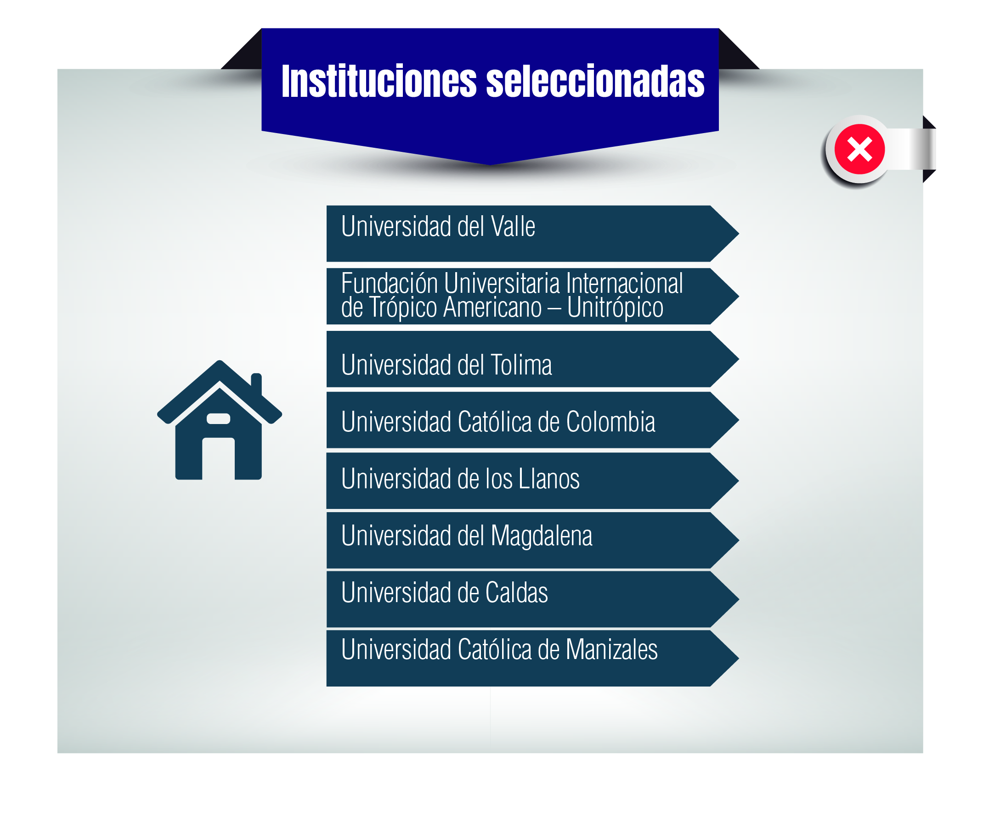 Instituciones seleccionadas
Universidad del Valle
Fundación Universitaria Internacional
de Trópico Americano – Unitrópico
Universidad del Tolima
Universidad Católica de Colombia
Universidad de los Llanos
Universidad del Magdalena
Universidad de Caldas
Universidad Católica de Manizales